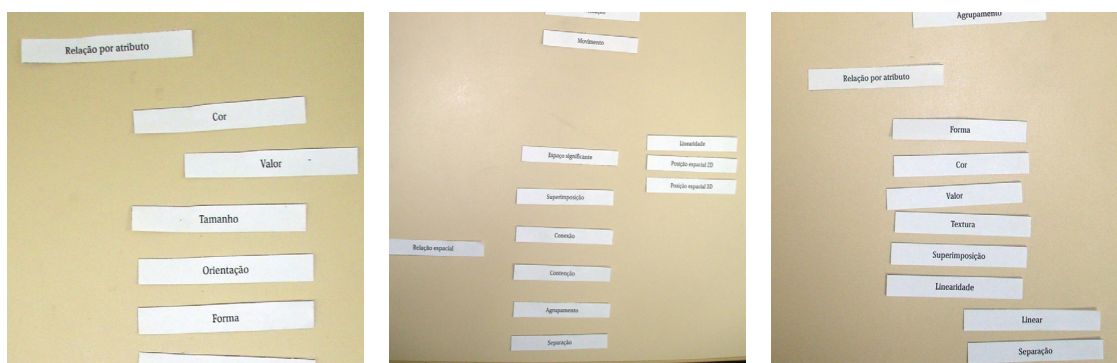 Relação por atributo
Cor
Valor
Tamanho
Orientação
Forma
Movimento
Linearidade
Espaço significante
Posição espacial 2D
Posição espacial 2D
Superimposição
Conexão
Relação espacial
Contenção
Agrupamento
Separação
Agrupamento
Relação por atributo
Forma
Cor
Valor
Textura
Superimposição
Linearidade
Linear
Separação